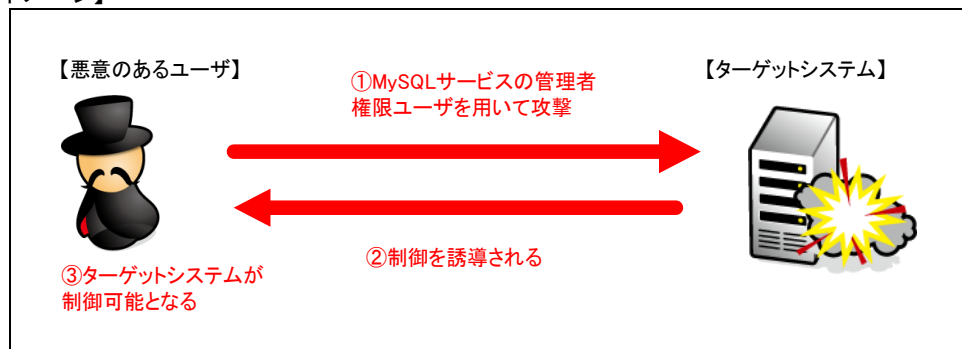 【悪意のあるユーザ】
①MySQLサービスの管理者
権限ユーザを用いて攻撃
【ターゲットシステム】
②制御を誘導される
③ターゲットシステムが
制御可能となる